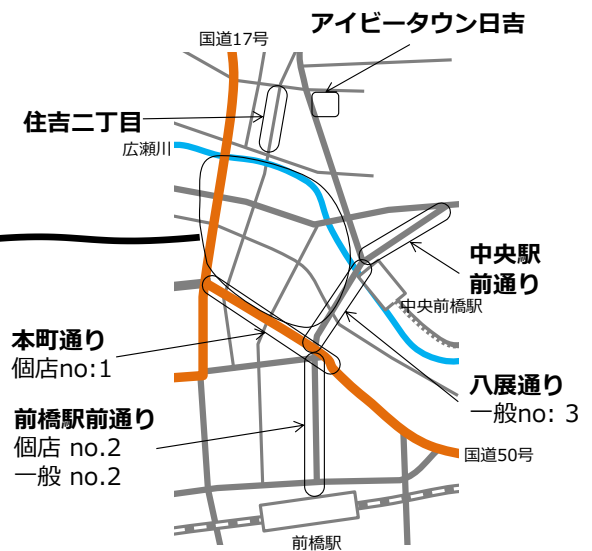 アイビータウン日吉
国道17号
住吉二丁目
広瀬川
中央駅
前通り
中央前橋駅
本町通り
個店no:1
八展通り
一般no: 3
前橋駅前通り
個店 no.2
一般 no.2
国道50号
前橋駅